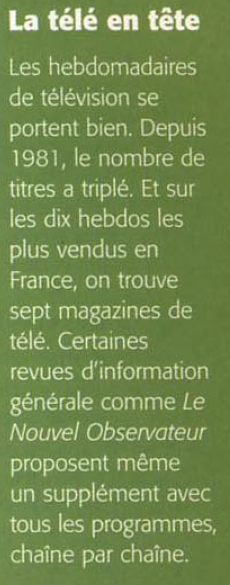 La télé en tête
Les hebdomadaires
de télévision se
portent bien. Depuis
1981, le nombre de
titres a triplé. Et sur
les dix hebdos les
plus vendus en
France, on trouve
sept magazines de
télé. Certaines
revues d'information
générale comme Le
Nouvel Observateur
proposent même
un supplément avec
tous les programmes,
chaîne par chaîne.